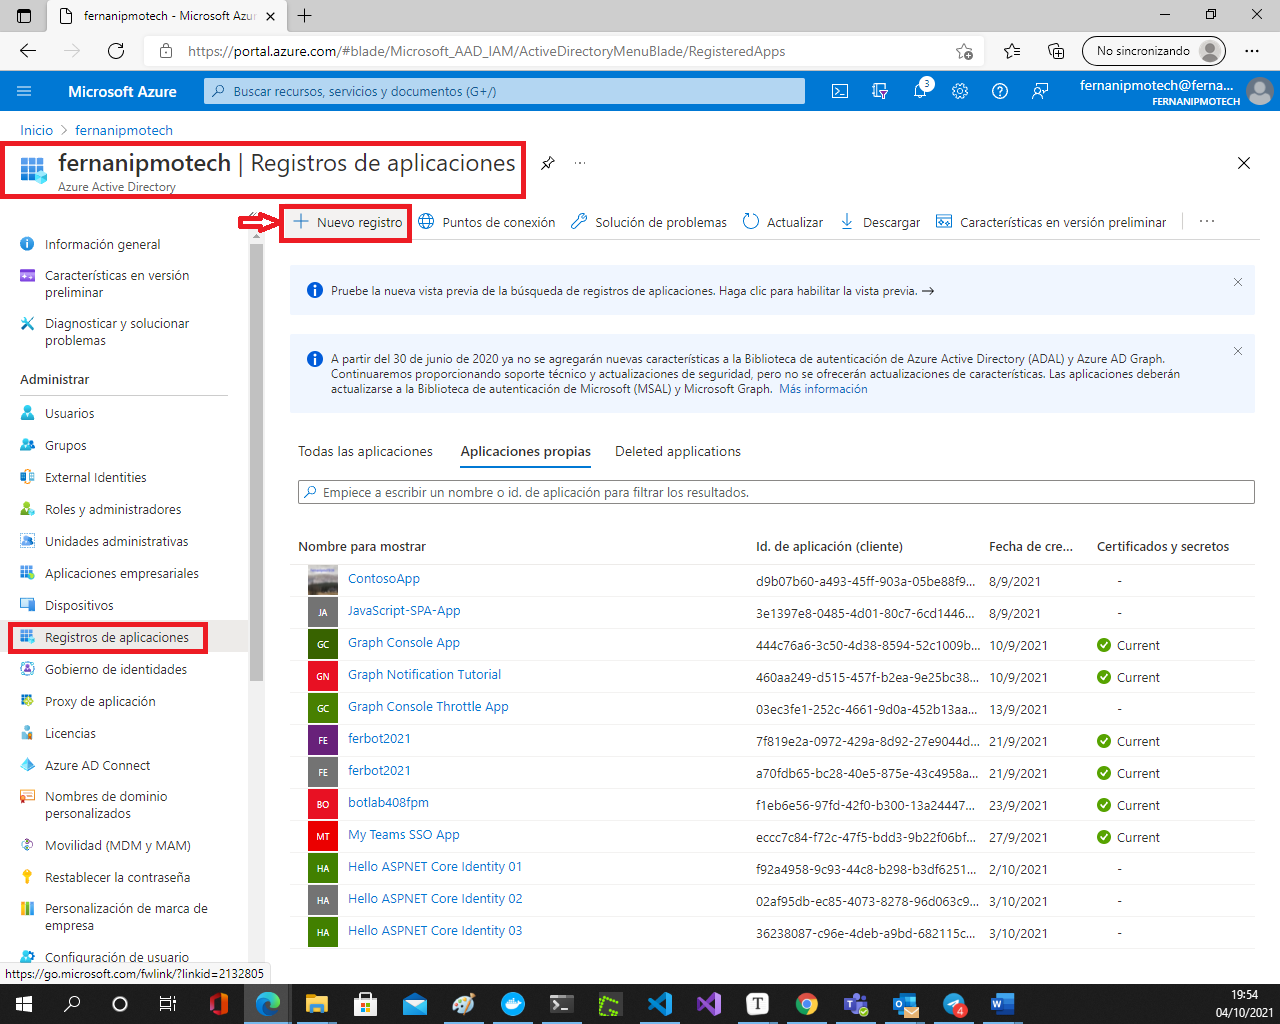 fernanipmotech - Microsoft Azur
https://portal.azure.com/#blade/Microsoft_AAD_IAM/ActiveDirectoryMenuBlade/RegisteredApps
No sincronizando
Microsoft Azure
Buscar recursos, servicios y documentos (G+/)
3
fernanipmotech@ferna...
FERNANIPMOTECH
Inicio > fernanipmotech
fernanipmotech | Registros de aplicaciones
Azure Active Directory
Nuevo registro
Puntos de conexión
Solución de problemas
Actualizar
Descargar
Características en versión preliminar
Información general
Características en versión
preliminar
Diagnosticar y solucionar
problemas
Administrar
Usuarios
Grupos
External Identities
Roles y administradores
Unidades administrativas
Aplicaciones empresariales
Dispositivos
Registros de aplicaciones
Gobierno de identidades
Proxy de aplicación
Licencias
Azure AD Connect
Nombres de dominio
personalizados
Movilidad (MDM y MAM)
Restablecer la contraseña
Personalización de marca de
empresa
Configuración de usuario
https://go.microsoft.com/fwlink/?linkid=2132805
Pruebe la nueva vista previa de la búsqueda de registros de aplicaciones. Haga clic para habilitar la vista previa. →
A partir del 30 de junio de 2020 ya no se agregarán nuevas características a la Biblioteca de autenticación de Azure Active Directory (ADAL) y Azure AD Graph.
Continuaremos proporcionando soporte técnico y actualizaciones de seguridad, pero no se ofrecerán actualizaciones de características. Las aplicaciones deberán
actualizarse a la Biblioteca de autenticación de Microsoft (MSAL) y Microsoft Graph. Más información
Todas las aplicaciones
Aplicaciones propias
Deleted applications
Empiece a escribir un nombre o id. de aplicación para filtrar los resultados.
Nombre para mostrar Id. de aplicación (cliente) Fecha de cre... Certificados y secretos
ContosoApp d9b07b60-a493-45ff-903a-05be88f9... 8/9/2021 -
JA JavaScript-SPA-App 3e1397e8-0485-4d01-80c7-6cd1446... 8/9/2021 -
GC Graph Console App 444c76a6-3c50-4d38-8594-52c1009b... 10/9/2021 Current
GN Graph Notification Tutorial 460aa249-d515-457f-b2ea-9e25bc38... 10/9/2021 Current
GC Graph Console Throttle App 03ec3fe1-252c-4661-9d0a-452b13aa... 13/9/2021 -
FE ferbot2021 7f819e2a-0972-429a-8d92-27e9044d... 21/9/2021 Current
FE ferbot2021 a70fdb65-bc28-40e5-875e-43c4958a... 21/9/2021 Current
BO botlab408fpm f1eb6e56-97fd-42f0-b300-13a24447... 23/9/2021 Current
MT My Teams SSO App eccc7c84-f72c-47f5-bdd3-9b22f06bf... 27/9/2021 Current
HA Hello ASPNET Core Identity 01 f92a4958-9c93-44c8-b298-b3df6251... 2/10/2021 -
HA Hello ASPNET Core Identity 02 02af95db-ec85-4073-8278-96d063c9... 3/10/2021 -
HA Hello ASPNET Core Identity 03 36238087-c96e-4deb-a9bd-682115c... 3/10/2021 -
4
19:54
04/10/2021